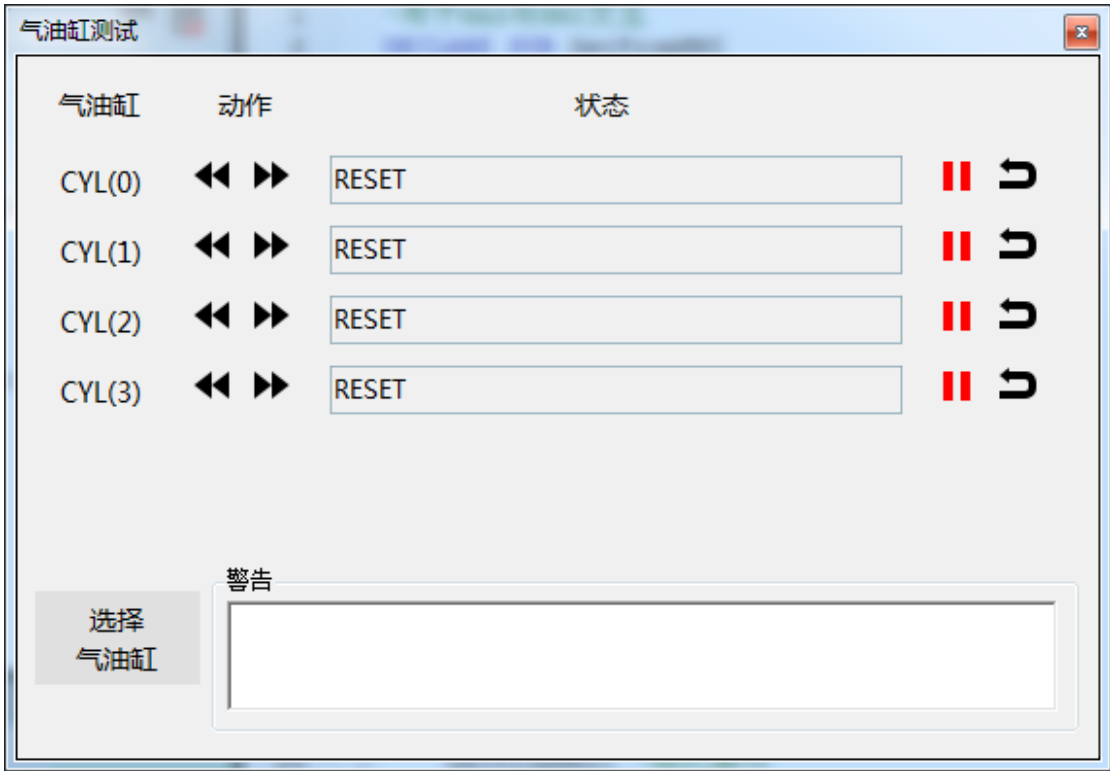 气油缸测试
气油缸 动作 状态
CYL(0) RESET
CYL(1) RESET
CYL(2) RESET
CYL(3) RESET
警告
选择
气油缸